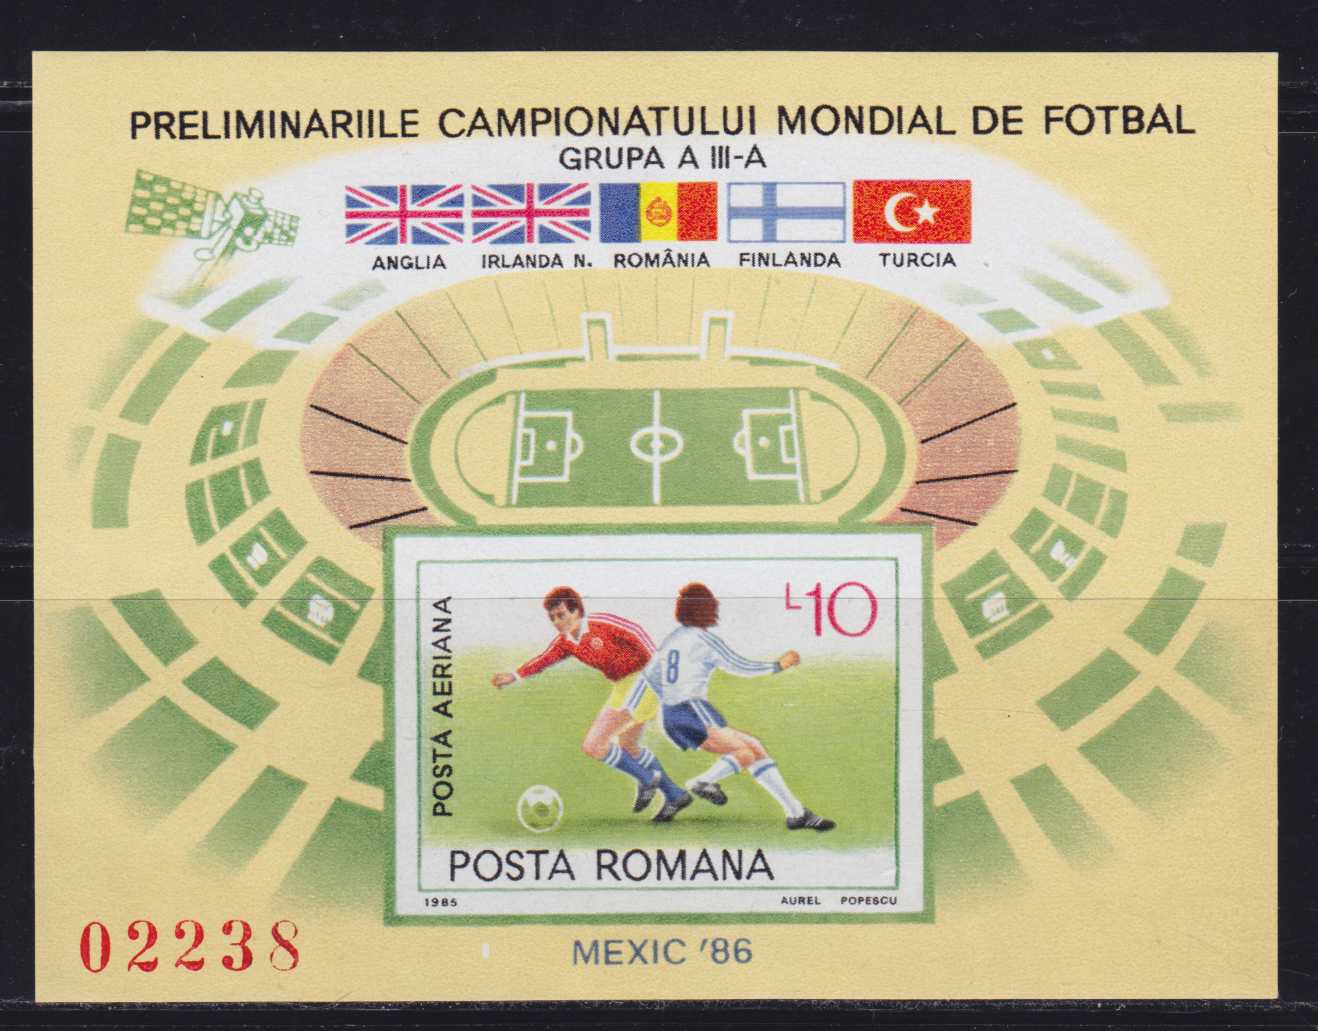 PRELIMINARIILE CAMPIONATULUI MONDIAL DE FOTBAL
GRUPA A III-A
ANGLIA IRLANDA N. ROMÂNIA FINLANDA TURCIA
L10
8
POSTA AERIANA
POSTA ROMANA
1985 AUREL POPESCU
02238
MEXIC '86